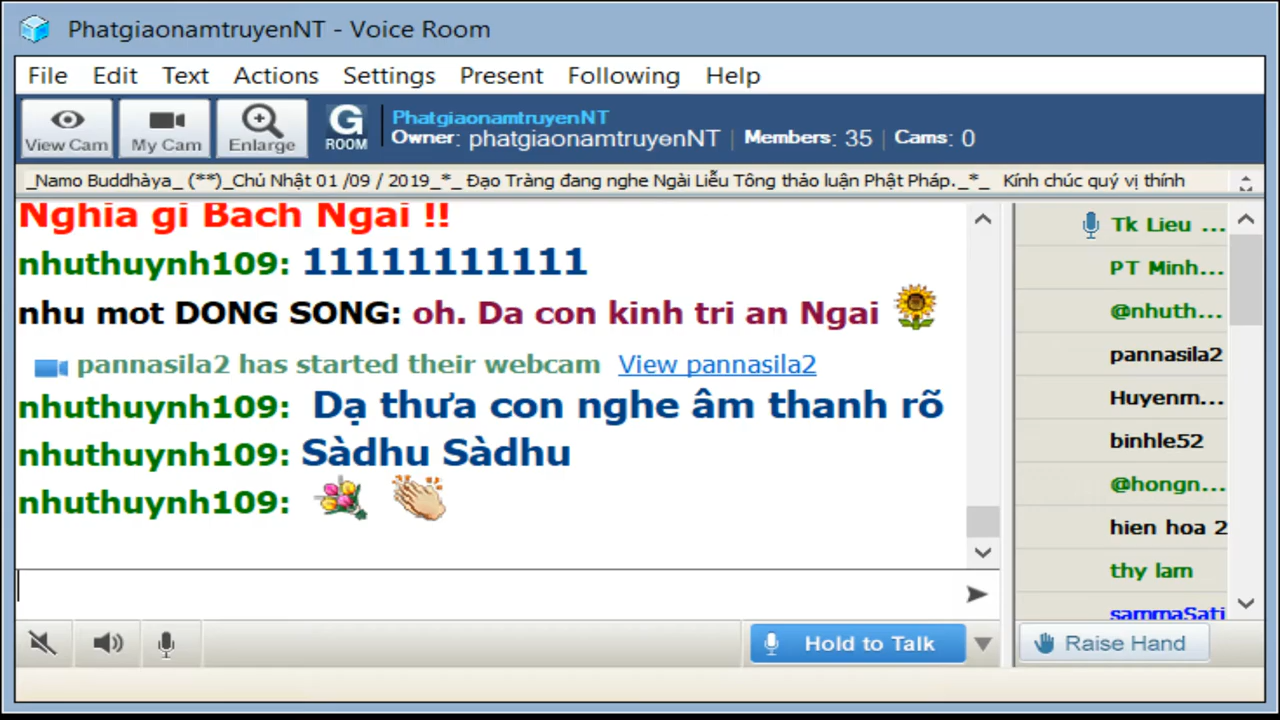 PhatgiaonamtruyenNT - Voice Room
File Edit Text Actions Settings Present Following Help
View Cam My Cam Enlarge G ROOM
PhatgiaonamtruyenNT
Owner: phatgiaonamtruyenNT | Members: 35 | Cams: 0
_Namo Buddhàya_ (**)_Chủ Nhật 01 /09 / 2019_*_ Đạo Tràng đang nghe Ngài Liễu Tông thảo luận Phật Pháp._*_ Kính chúc quý vị thính
Nghia gi Bach Ngai !!
nhuthuynh109: 11111111111
nhu mot DONG SONG: oh. Da con kinh tri an Ngai
pannasila2 has started their webcam View pannasila2
nhuthuynh109: Dạ thưa con nghe âm thanh rõ
nhuthuynh109: Sàdhu Sàdhu
nhuthuynh109:
Tk Lieu ...
PT Minh...
@nhuth...
pannasila2
Huyenm...
binhle52
@hongn...
hien hoa 2
thy lam
sammaSati
Hold to Talk
Raise Hand